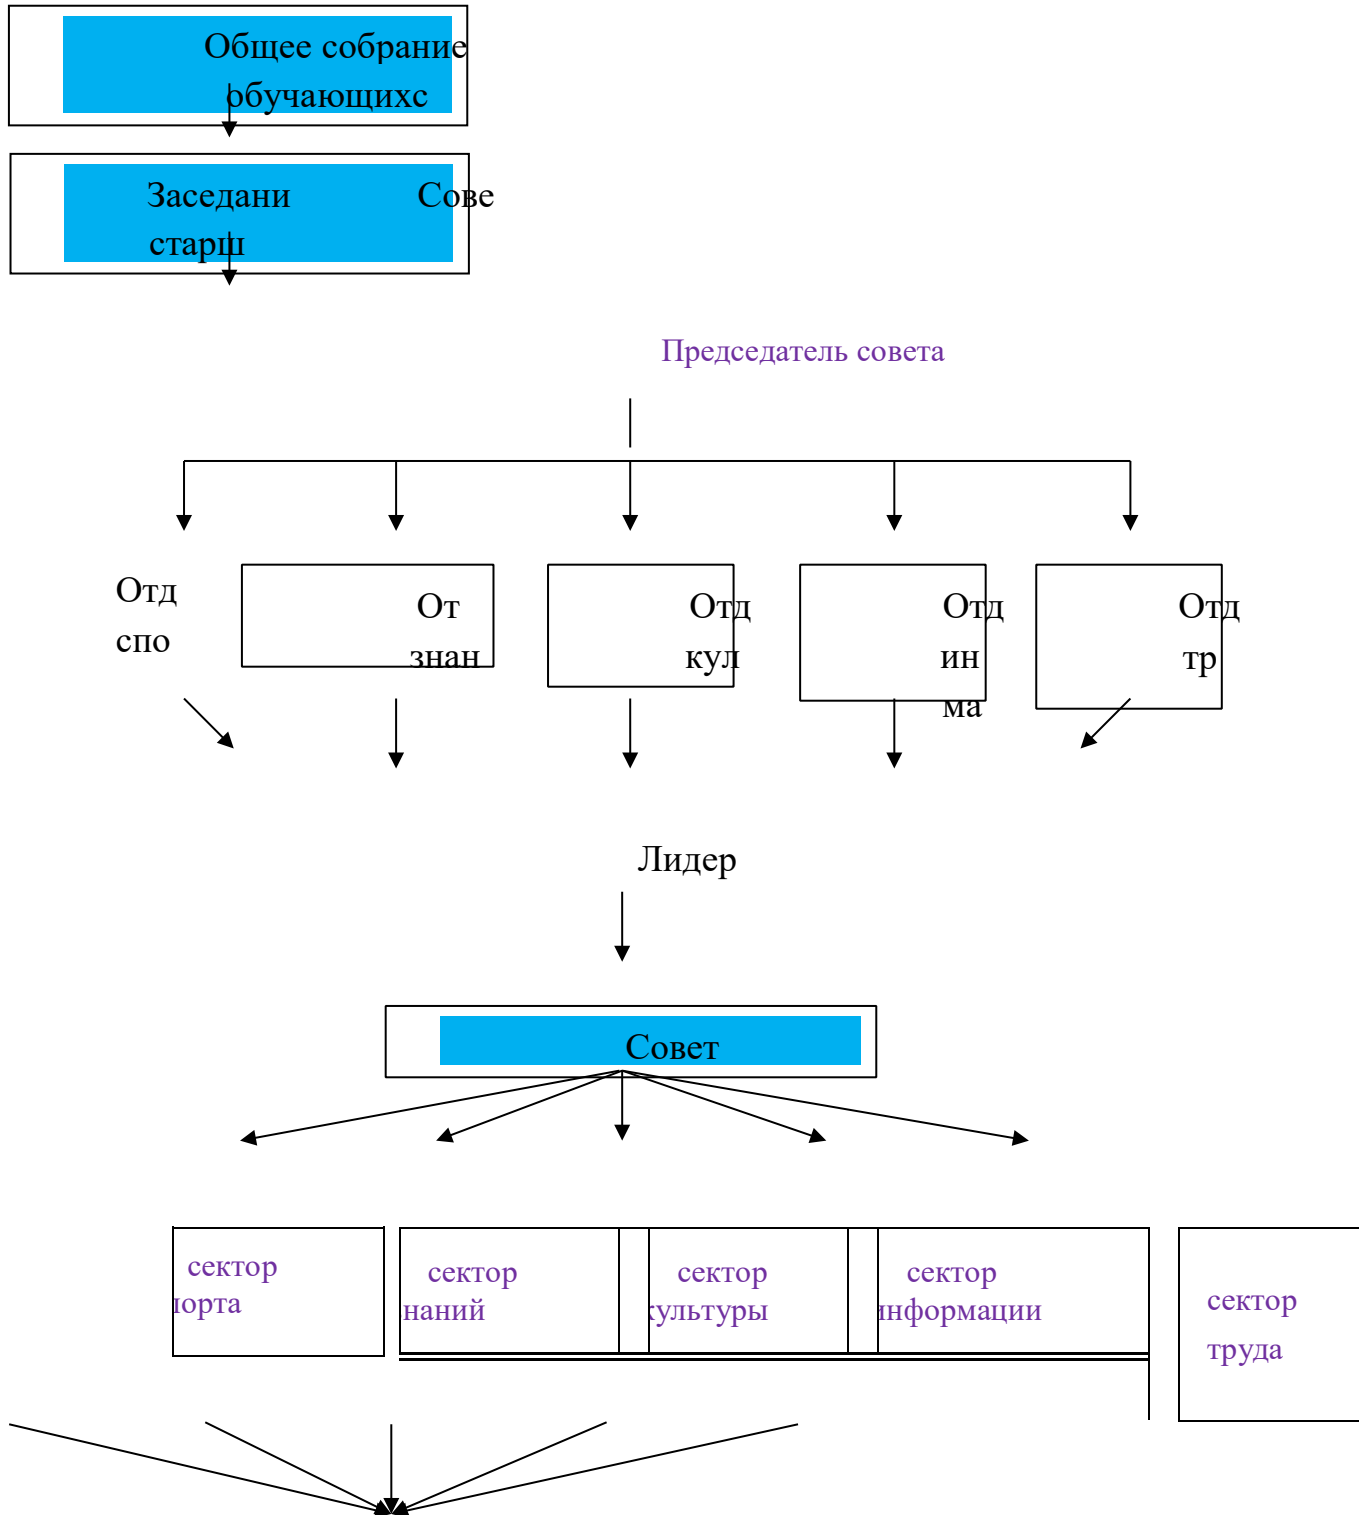 Общее собрание
обучающихс
Заседани Сове
старш
Председатель совета
Отд От Отд Отд Отд
спо знан кул ин тр
ма
Лидер
Совет
сектор сектор сектор сектор сектор
порта наний культуры информации труда